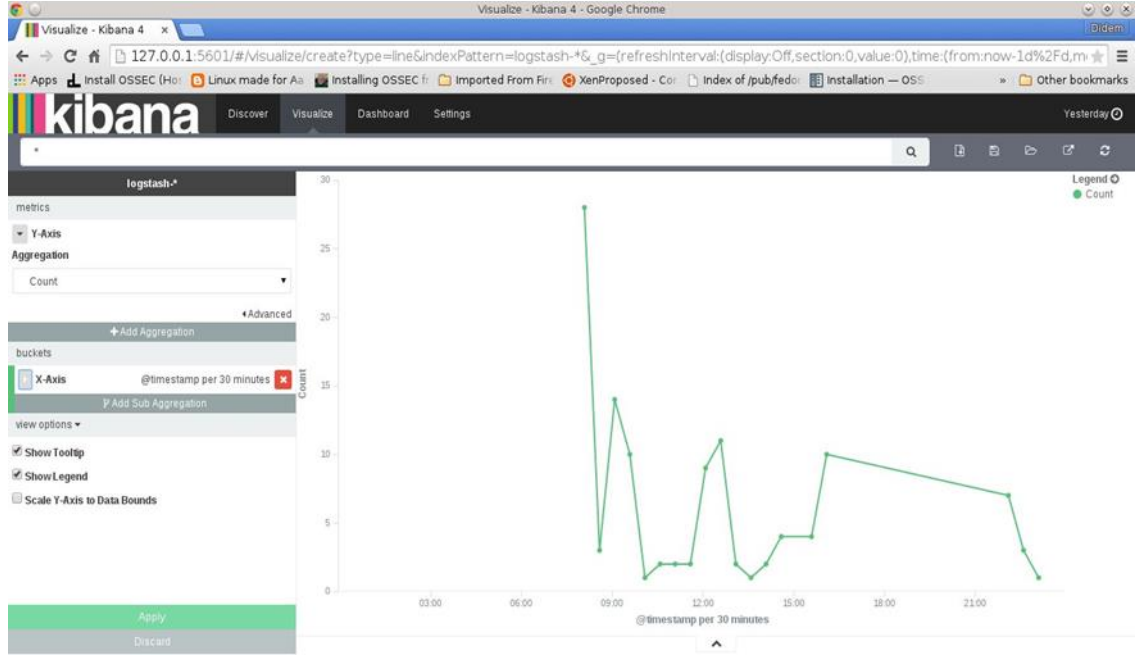 Visualize - Kibana 4 - Google Chrome
Visualize - Kibana 4 x
Didem
127.0.0.1:5601/#/visualize/create?type=line&indexPattern=logstash-*&_g=(refreshInterval:(display:Off,section:0,value:0),time:(from:now-1d%2Fd,m
Apps
Install OSSEC (Ho
Linux made for Aa
Installing OSSEC f
Imported From Fire
XenProposed - Co
Index of /pub/fedo
Installation — OSS
»
Other bookmarks
kibana
Discover
Visualize
Dashboard
Settings
Yesterday
*
logstash-*
metrics
Y-Axis
Aggregation
Count
Advanced
+ Add Aggregation
buckets
X-Axis
@timestamp per 30 minutes
Add Sub Aggregation
view options
Show Tooltip
Show Legend
Scale Y-Axis to Data Bounds
Apply
Discard
Legend
Count
30
25
20
15
10
5
0
Count
03:00
06:00
09:00
12:00
15:00
18:00
21:00
@timestamp per 30 minutes